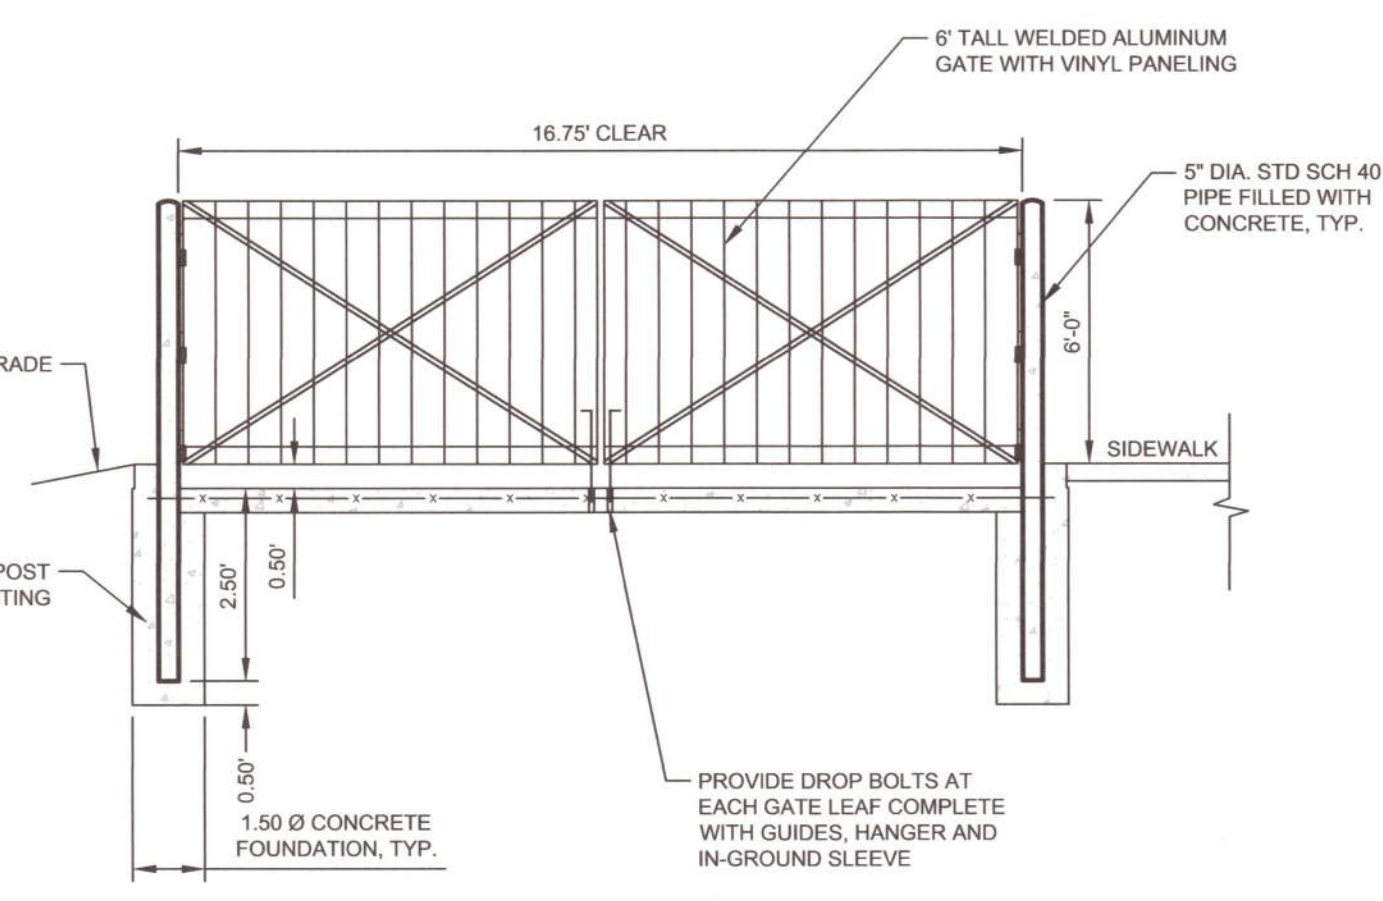 6' TALL WELDED ALUMINUM
GATE WITH VINYL PANELING
16.75' CLEAR
5" DIA. STD SCH 40
PIPE FILLED WITH
CONCRETE, TYP.
6'-0"
RADE
SIDEWALK
x x x x x x x x x x x
POST
TING
2.50'
0.50'
0.50'
1.50 Ø CONCRETE
FOUNDATION, TYP.
PROVIDE DROP BOLTS AT
EACH GATE LEAF COMPLETE
WITH GUIDES, HANGER AND
IN-GROUND SLEEVE